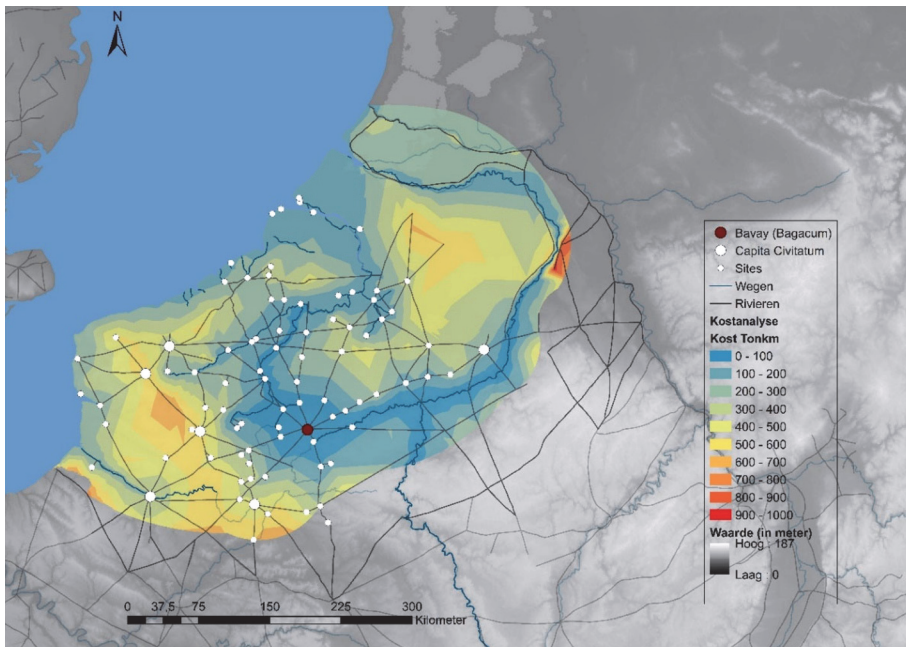 N
Bavay (Bagacum)
Capita Civitatum
Sites
Wegen
Rivieren
Kostanalyse
Kost Tonkm
0 - 100
100 - 200
200 - 300
300 - 400
400 - 500
500 - 600
600 - 700
700 - 800
800 - 900
900 - 1000
Waarde (in meter)
Hoog : 187
Laag : 0
0 37,5 75 150 225 300
Kilometer